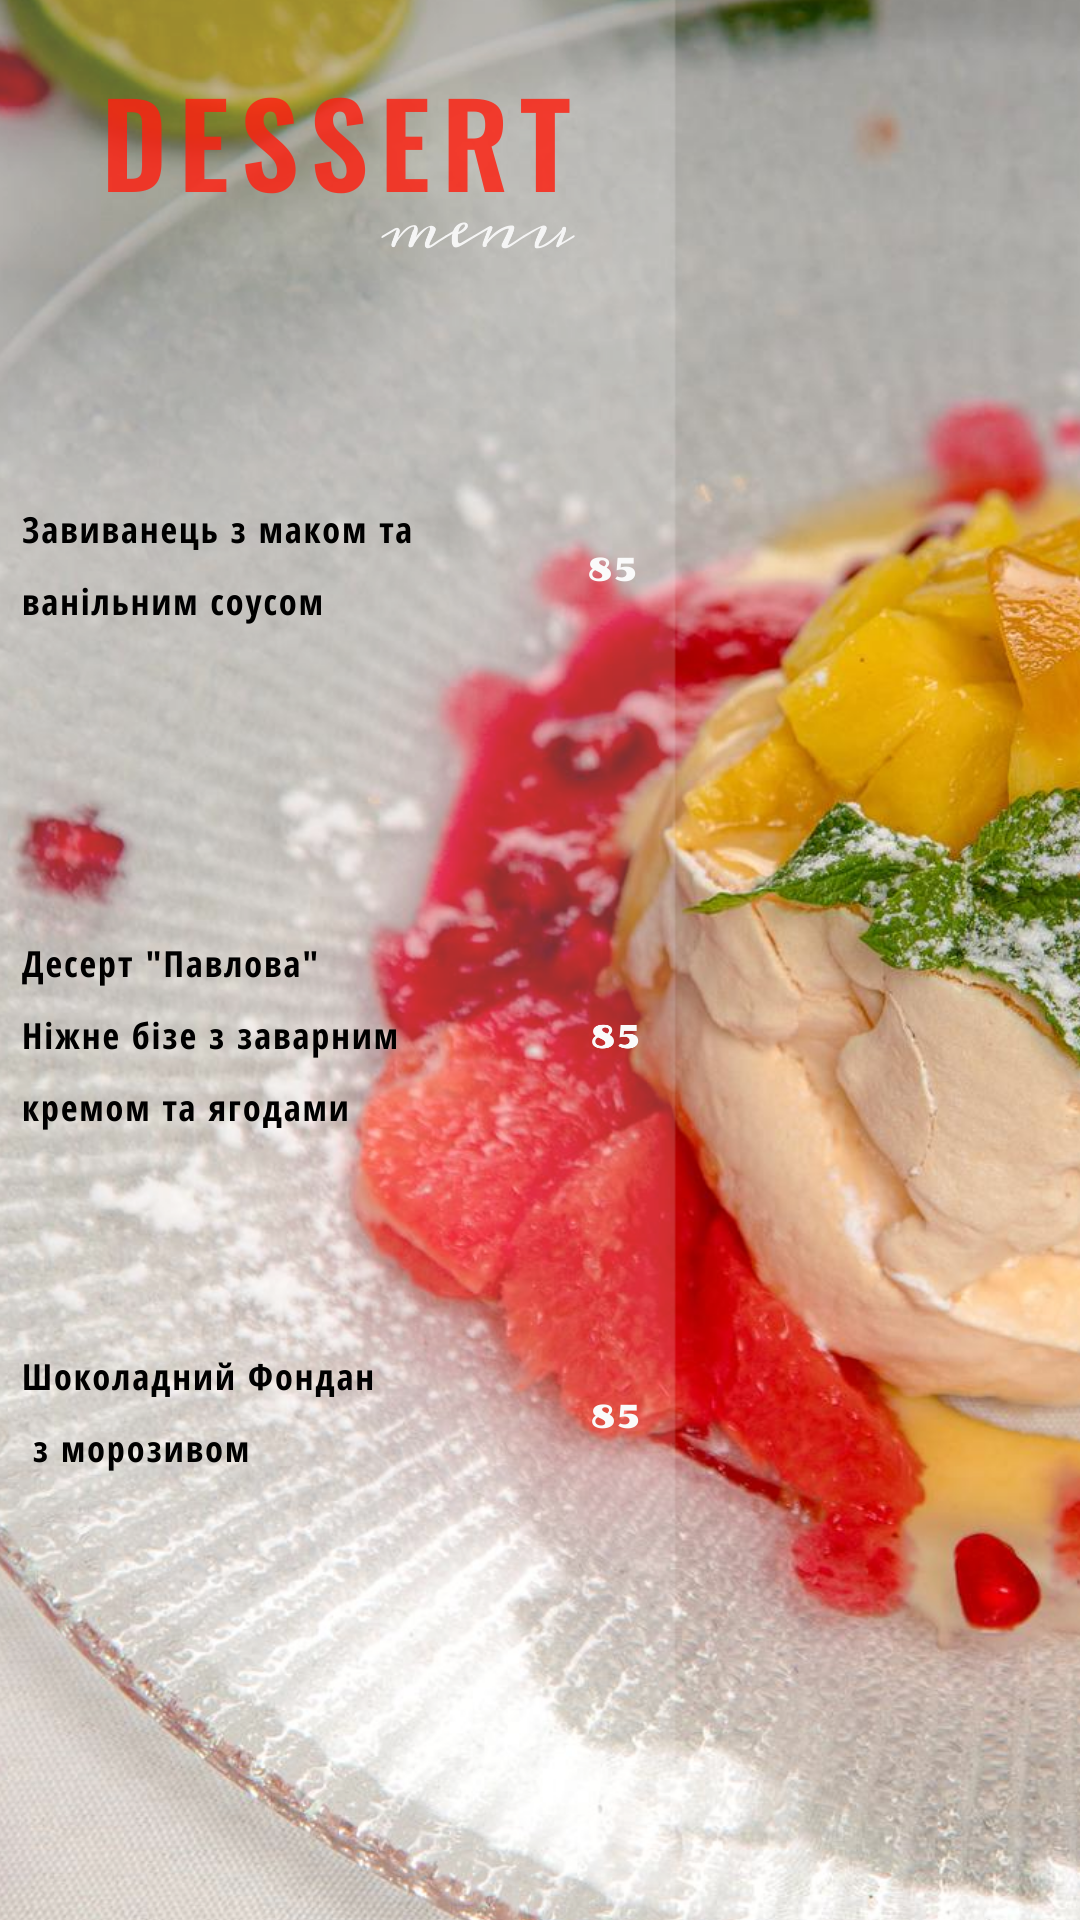 DESSERT
menu
Завиванець з маком та
ванільним соусом
85
Десерт "Павлова"
Ніжне бізе з заварним
кремом та ягодами
85
Шоколадний Фондан
з морозивом
85